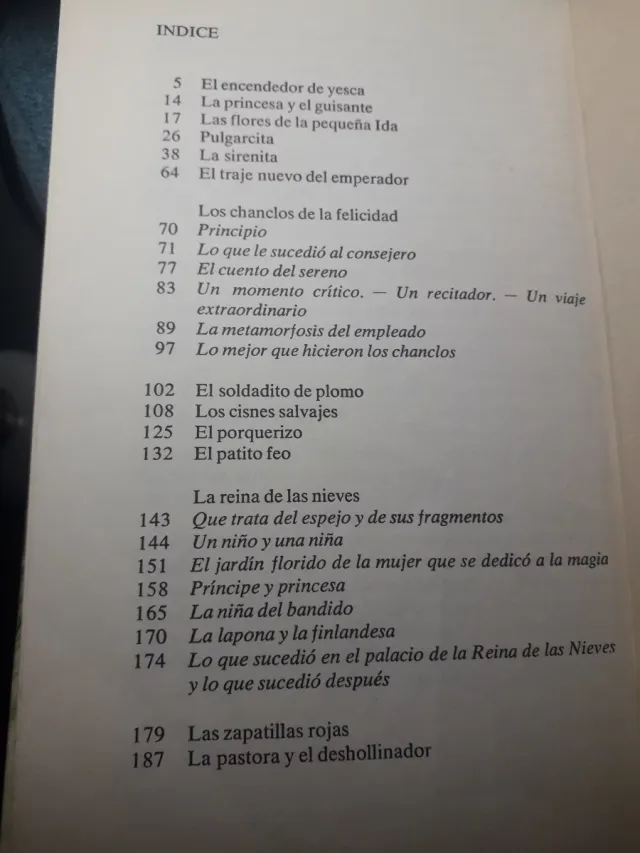 INDICE
5 El encendedor de yesca
14 La princesa y el guisante
17 Las flores de la pequeña Ida
26 Pulgarcita
38 La sirenita
64 El traje nuevo del emperador
Los chanclos de la felicidad
70 Principio
71 Lo que le sucedió al consejero
77 El cuento del sereno
83 Un momento crítico. — Un recitador. — Un viaje
extraordinario
89 La metamorfosis del empleado
97 Lo mejor que hicieron los chanclos
102 El soldadito de plomo
108 Los cisnes salvajes
125 El porquerizo
132 El patito feo
La reina de las nieves
143 Que trata del espejo y de sus fragmentos
144 Un niño y una niña
151 El jardín florido de la mujer que se dedicó a la magia
158 Príncipe y princesa
165 La niña del bandido
170 La lapona y la finlandesa
174 Lo que sucedió en el palacio de la Reina de las Nieves
y lo que sucedió después
179 Las zapatillas rojas
187 La pastora y el deshollinador